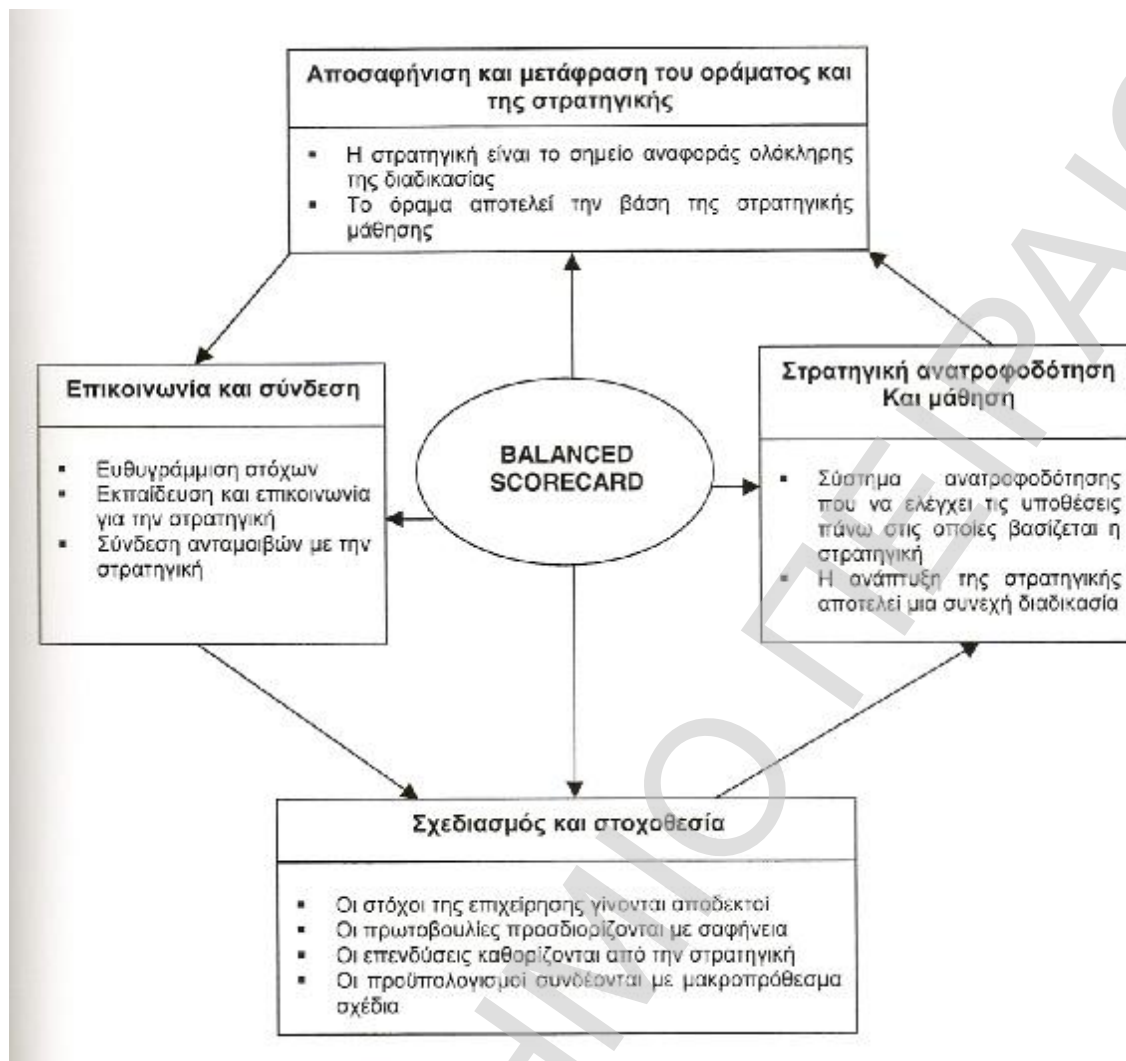 Αποσαφήνιση και μετάφραση του οράματος και
της στρατηγικής
▪ Η στρατηγική είναι το σημείο αναφοράς ολόκληρης
της διαδικασίας
▪ Το όραμα αποτελεί την βάση της στρατηγικής
μάθησης
Επικοινωνία και σύνδεση
▪ Ευθυγράμμιση στόχων
▪ Εκπαίδευση και επικοινωνία
για την στρατηγική
▪ Σύνδεση ανταμοιβών με την
στρατηγική
BALANCED
SCORECARD
Στρατηγική ανατροφοδότηση
Και μάθηση
▪ Σύστημα ανατροφοδότησης
που να ελέγχει τις υποθέσεις
πάνω στις οποίες βασίζεται η
στρατηγική
▪ Η ανάπτυξη της στρατηγικής
αποτελεί μια συνεχή διαδικασία
Σχεδιασμός και στοχοθεσία
▪ Οι στόχοι της επιχείρησης γίνονται αποδεκτοί
▪ Οι πρωτοβουλίες προσδιορίζονται με σαφήνεια
▪ Οι επενδύσεις καθορίζονται από την στρατηγική
▪ Οι προϋπολογισμοί συνδέονται με μακροπρόθεσμα
σχέδια